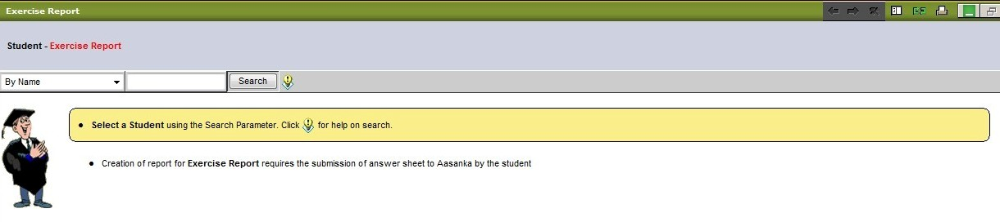 Exercise Report
Student - Exercise Report
By Name Search
Select a Student using the Search Parameter. Click for help on search.
Creation of report for Exercise Report requires the submission of answer sheet to Aasanka by the student